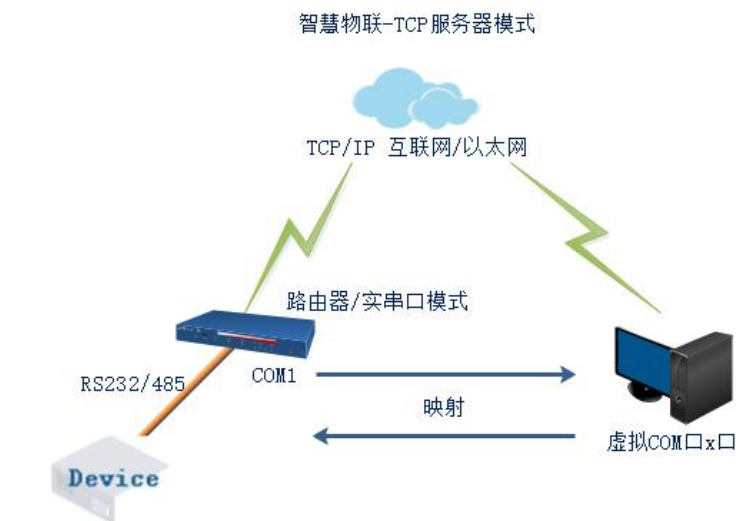 智慧物联-TCP服务器模式
TCP/IP 互联网/以太网
路由器/实串口模式
RS232/485
COM1
映射
虚拟COM口x口
Device